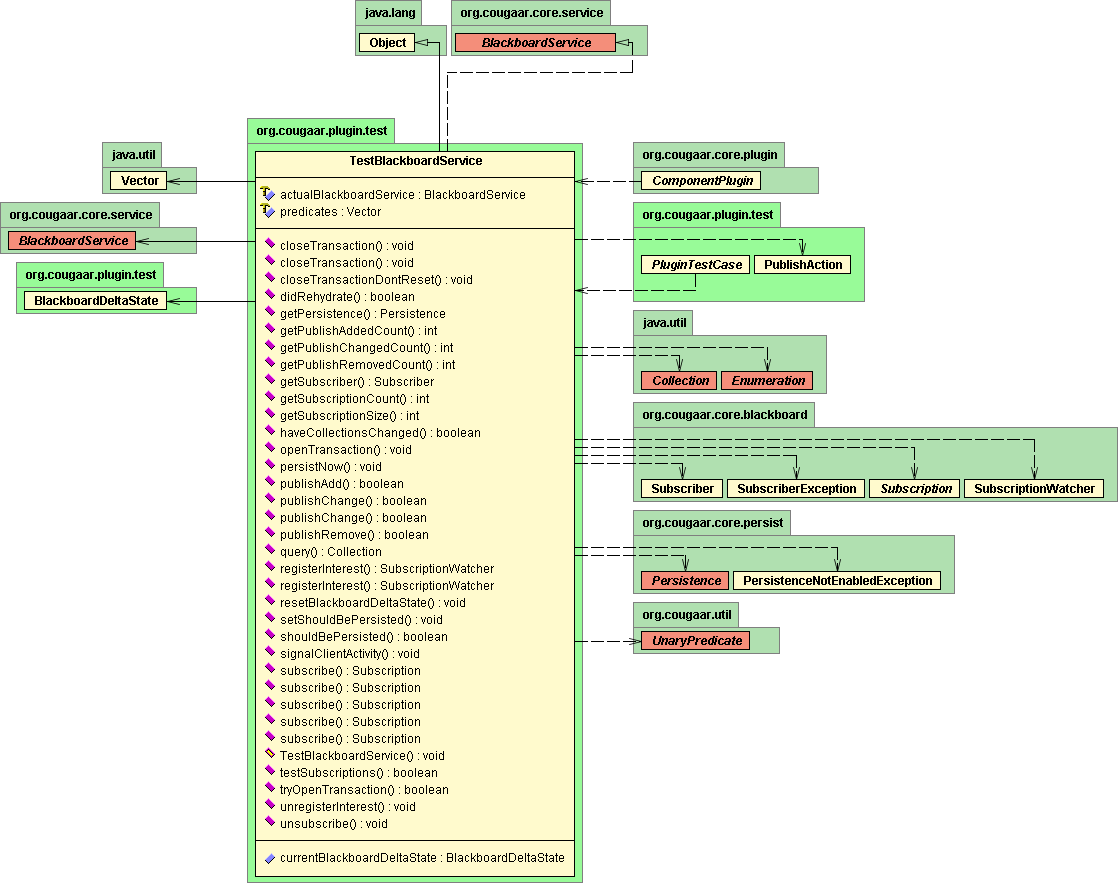 java.lang
Object
org.cougaar.core.service
BlackboardService
org.cougaar.plugin.test
TestBlackboardService
actualBlackboardService : BlackboardService
predicates : Vector
closeTransaction() : void
closeTransaction() : void
closeTransactionDontReset() : void
didRehydrate() : boolean
getPersistence() : Persistence
getPublishAddedCount() : int
getPublishChangedCount() : int
getPublishRemovedCount() : int
getSubscriber() : Subscriber
getSubscriptionCount() : int
getSubscriptionSize() : int
haveCollectionsChanged() : boolean
openTransaction() : void
persistNow() : void
publishAdd() : boolean
publishChange() : boolean
publishChange() : boolean
publishRemove() : boolean
query() : Collection
registerInterest() : SubscriptionWatcher
registerInterest() : SubscriptionWatcher
resetBlackboardDeltaState() : void
setShouldBePersisted() : void
shouldBePersisted() : boolean
signalClientActivity() : void
subscribe() : Subscription
subscribe() : Subscription
subscribe() : Subscription
subscribe() : Subscription
subscribe() : Subscription
TestBlackboardService() : void
testSubscriptions() : boolean
tryOpenTransaction() : boolean
unregisterInterest() : void
unsubscribe() : void
currentBlackboardDeltaState : BlackboardDeltaState
java.util
Vector
org.cougaar.core.service
BlackboardService
org.cougaar.plugin.test
BlackboardDeltaState
org.cougaar.core.plugin
ComponentPlugin
org.cougaar.plugin.test
PluginTestCase PublishAction
java.util
Collection Enumeration
org.cougaar.core.blackboard
Subscriber SubscriberException Subscription SubscriptionWatcher
org.cougaar.core.persist
Persistence PersistenceNotEnabledException
org.cougaar.util
UnaryPredicate